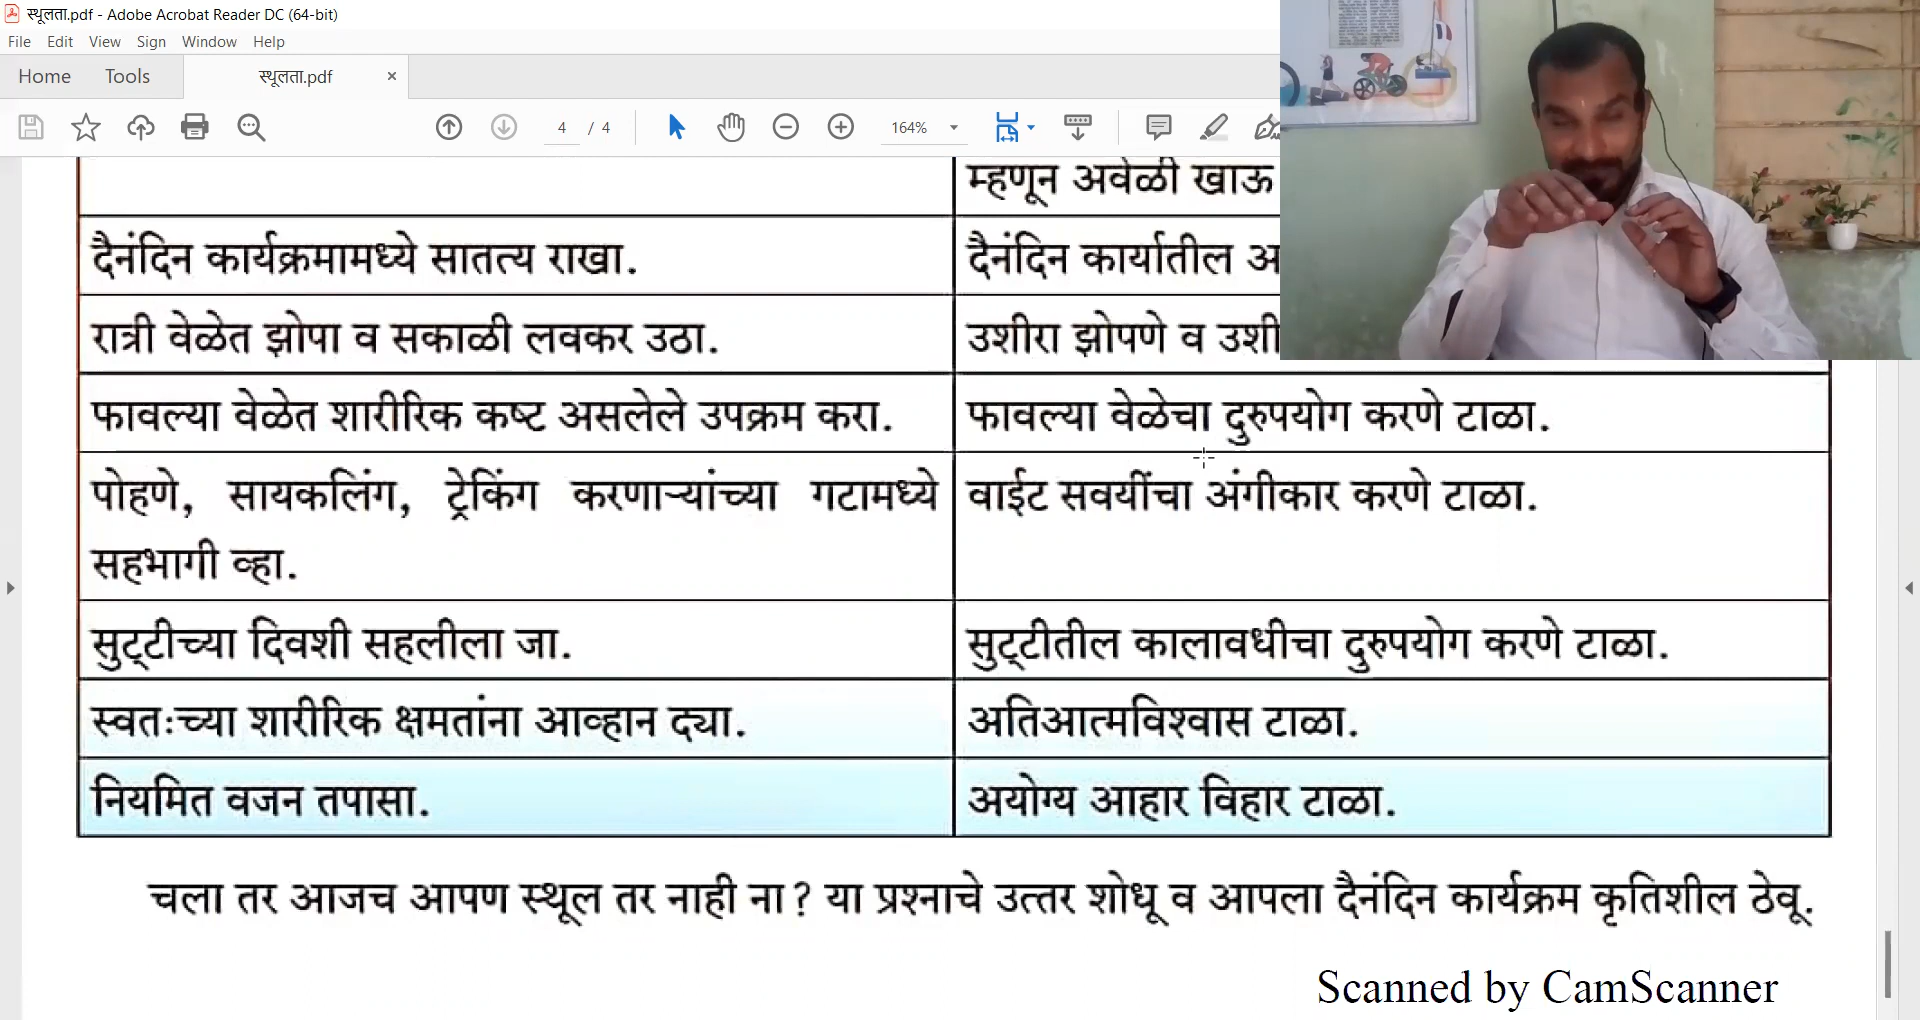 स्थूलता.pdf - Adobe Acrobat Reader DC (64-bit)
File Edit View Sign Window Help
Home Tools स्थूलता.pdf ×
4 / 4 164%
म्हणून अवेळी खाऊ
दैनंदिन कार्यक्रमामध्ये सातत्य राखा. दैनंदिन कार्यातील अ
रात्री वेळेत झोपा व सकाळी लवकर उठा. उशीरा झोपणे व उशी
फावल्या वेळेत शारीरिक कष्ट असलेले उपक्रम करा. फावल्या वेळेचा दुरुपयोग करणे टाळा.
पोहणे, सायकलिंग, ट्रेकिंग करणाऱ्यांच्या गटामध्ये वाईट सवयींचा अंगीकार करणे टाळा.
सहभागी व्हा.
सुट्टीच्या दिवशी सहलीला जा. सुट्टीतील कालावधीचा दुरुपयोग करणे टाळा.
स्वतःच्या शारीरिक क्षमतांना आव्हान द्या. अतिआत्मविश्वास टाळा.
नियमित वजन तपासा. अयोग्य आहार विहार टाळा.
चला तर आजच आपण स्थूल तर नाही ना? या प्रश्नाचे उत्तर शोधू व आपला दैनंदिन कार्यक्रम कृतिशील ठेवू.
Scanned by CamScanner